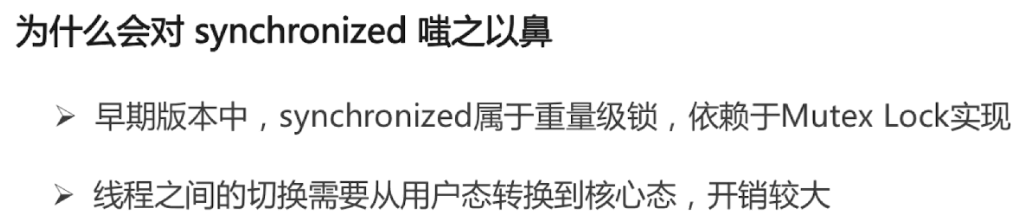 为什么会对 synchronized 嗤之以鼻
➢ 早期版本中，synchronized属于重量级锁，依赖于Mutex Lock实现
➢ 线程之间的切换需要从用户态转换到核心态，开销较大